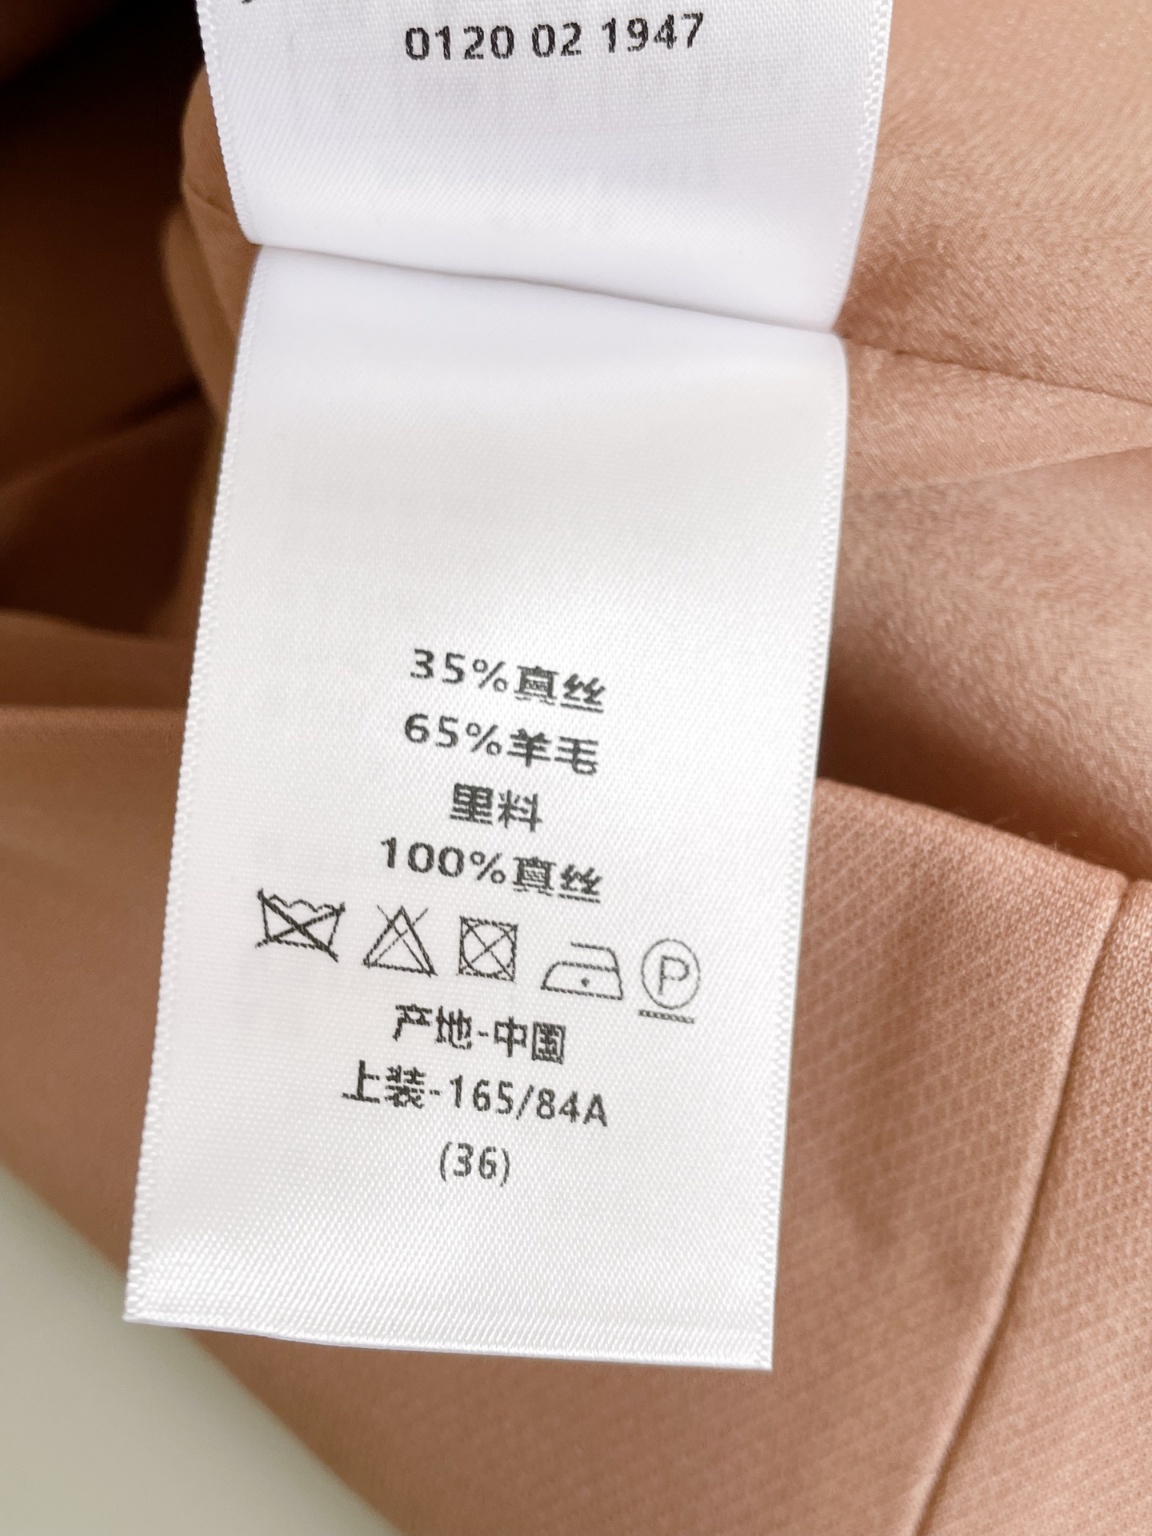 0120 02 1947
35%真丝
65%羊毛
里料
100%真丝
P
产地-中国
上装-165/84A
(36)